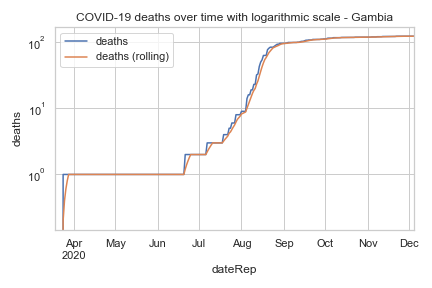 COVID-19 deaths over time with logarithmic scale - Gambia
deaths
deaths (rolling)
10²
10¹
10⁰
deaths
Apr May Jun Jul Aug Sep Oct Nov Dec
2020
dateRep